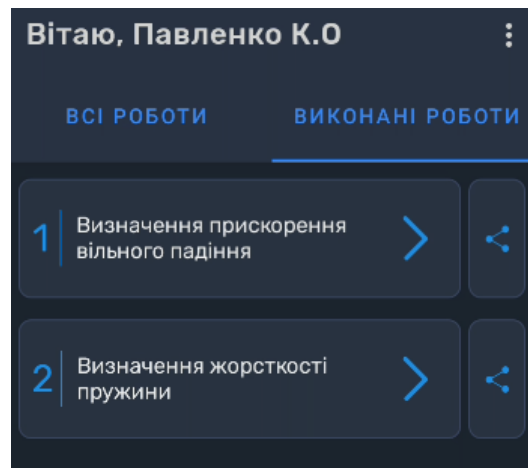 Вітаю, Павленко К.О
ВСІ РОБОТИ
ВИКОНАНІ РОБОТИ
1
Визначення прискорення
вільного падіння
2
Визначення жорсткості
пружини